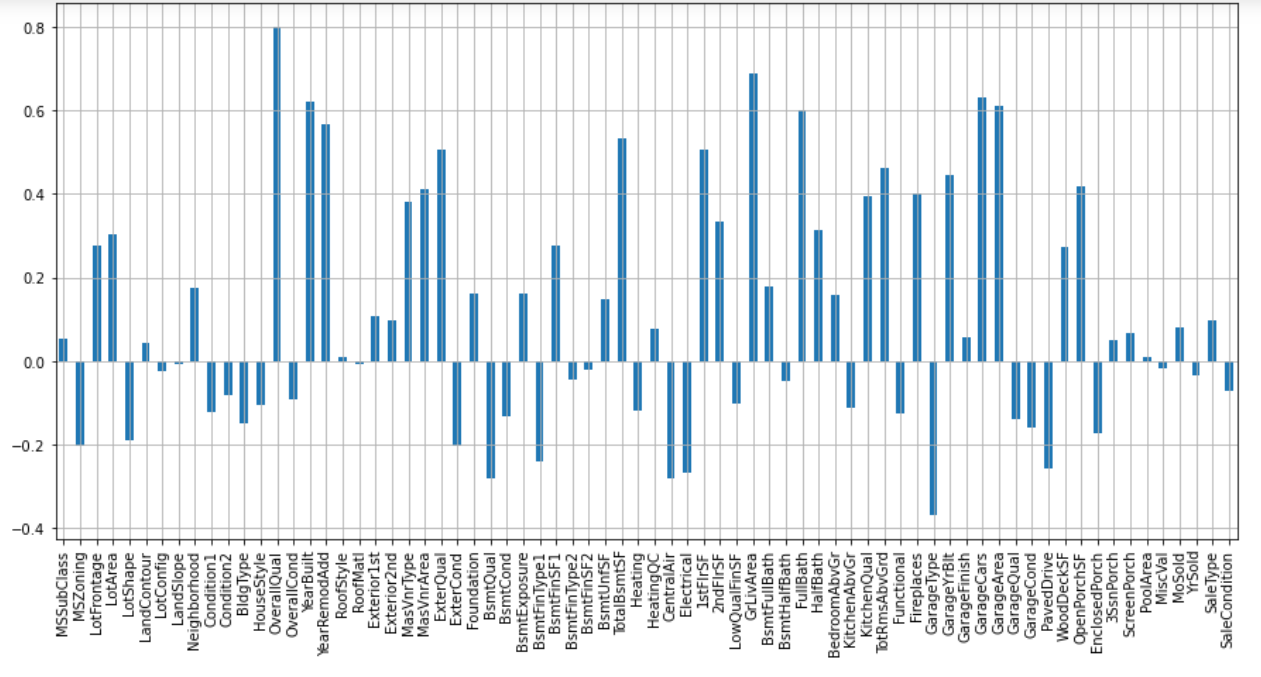 0.8
0.6
0.4
0.2
0.0
−0.2
−0.4
MSSubClass
MSZoning
LotFrontage
LotArea
LotShape
LandContour
LotConfig
LandSlope
Neighborhood
Condition1
Condition2
BldgType
HouseStyle
OverallQual
OverallCond
YearBuilt
YearRemodAdd
RoofStyle
RoofMatl
Exterior1st
Exterior2nd
MasVnrType
MasVnrArea
ExterQual
ExterCond
Foundation
BsmtQual
BsmtCond
BsmtExposure
BsmtFinType1
BsmtFinSF1
BsmtFinType2
BsmtFinSF2
BsmtUnfSF
TotalBsmtSF
Heating
HeatingQC
CentralAir
Electrical
1stFlrSF
2ndFlrSF
LowQualFinSF
GrLivArea
BsmtFullBath
BsmtHalfBath
FullBath
HalfBath
BedroomAbvGr
KitchenAbvGr
KitchenQual
TotRmsAbvGrd
Functional
Fireplaces
GarageType
GarageYrBlt
GarageFinish
GarageCars
GarageArea
GarageQual
GarageCond
PavedDrive
WoodDeckSF
OpenPorchSF
EnclosedPorch
3SsnPorch
ScreenPorch
PoolArea
MiscVal
MoSold
YrSold
SaleType
SaleCondition